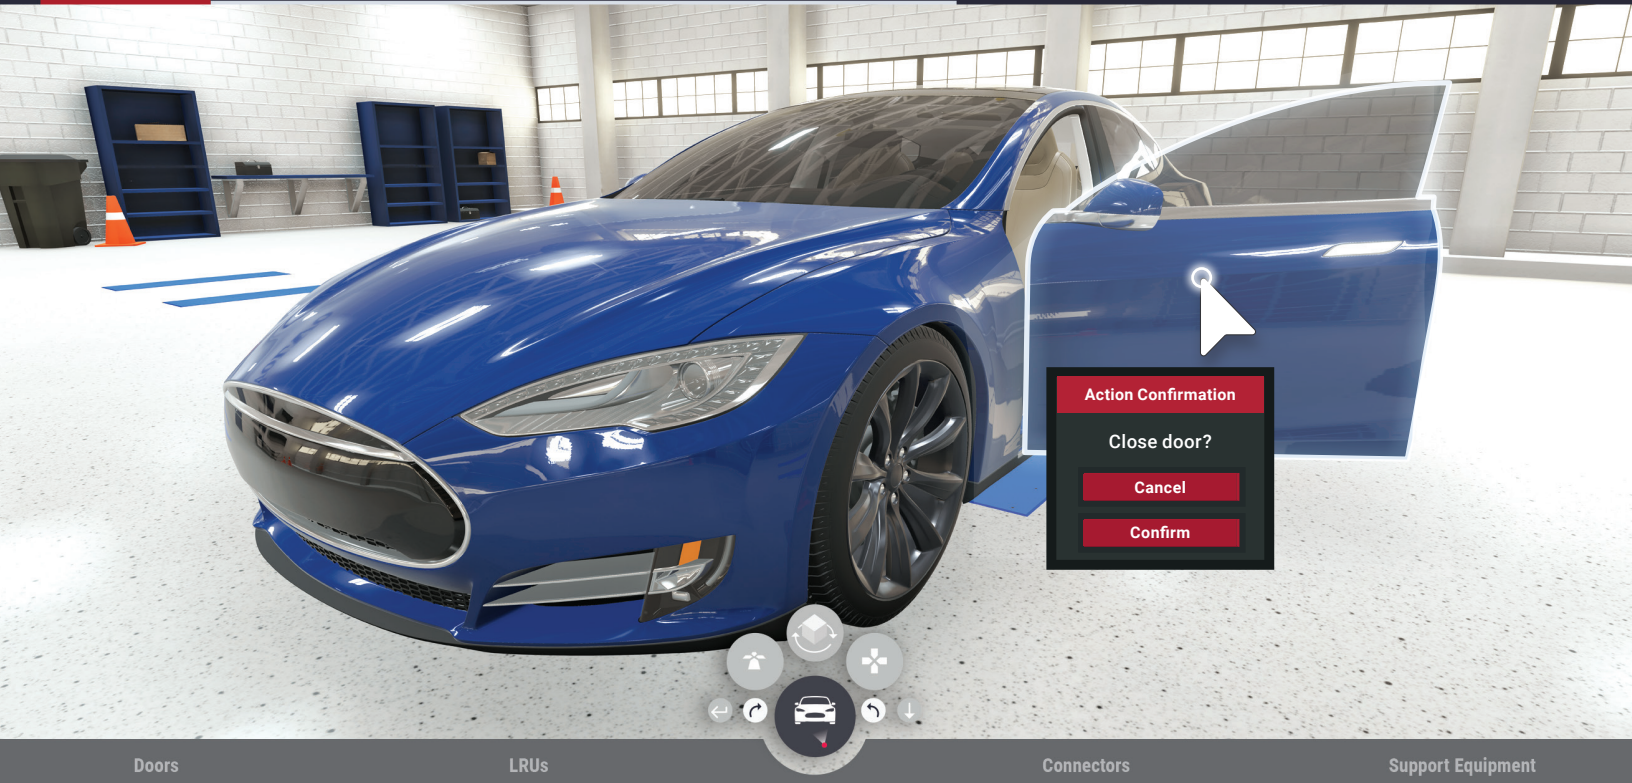 Action Confirmation
Close door?
Cancel
Confirm
Doors
LRUs
Connectors
Support Equipment